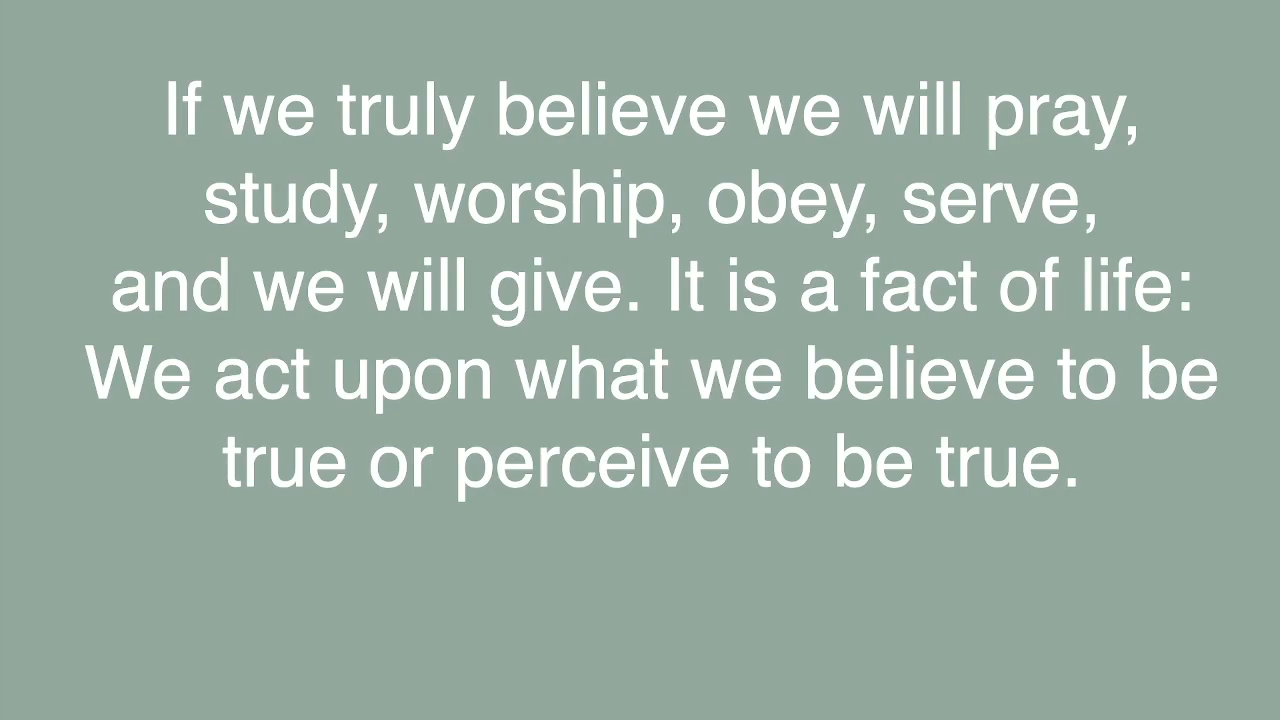 If we truly believe we will pray,
study, worship, obey, serve,
and we will give. It is a fact of life:
We act upon what we believe to be
true or perceive to be true.